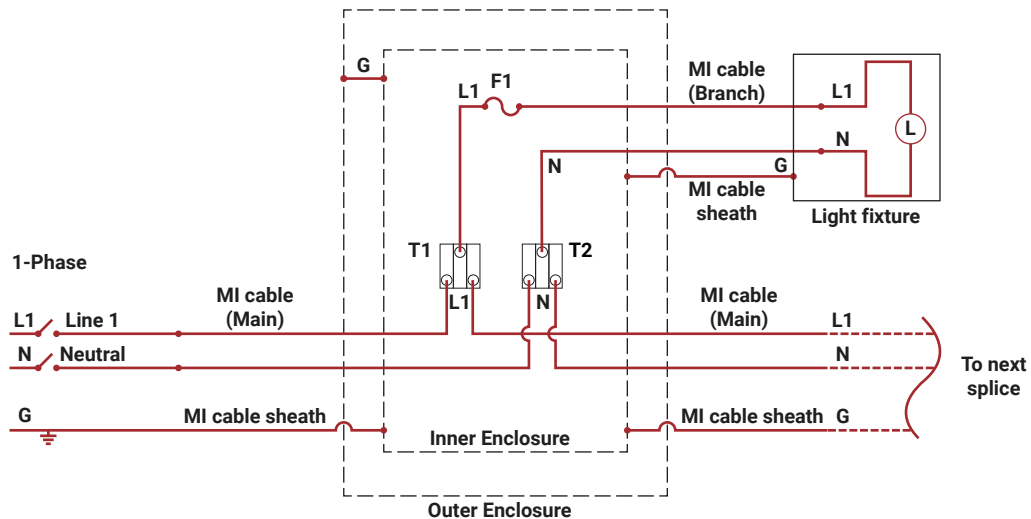 G
L1
F1
MI cable
(Branch)
L1
L
N
N
G
MI cable
sheath
Light fixture
T1
T2
1-Phase
MI cable
(Main)
L1
N
MI cable
(Main)
L1
Line 1
L1
N
Neutral
N
To next
splice
G
MI cable sheath
MI cable sheath
G
Inner Enclosure
Outer Enclosure